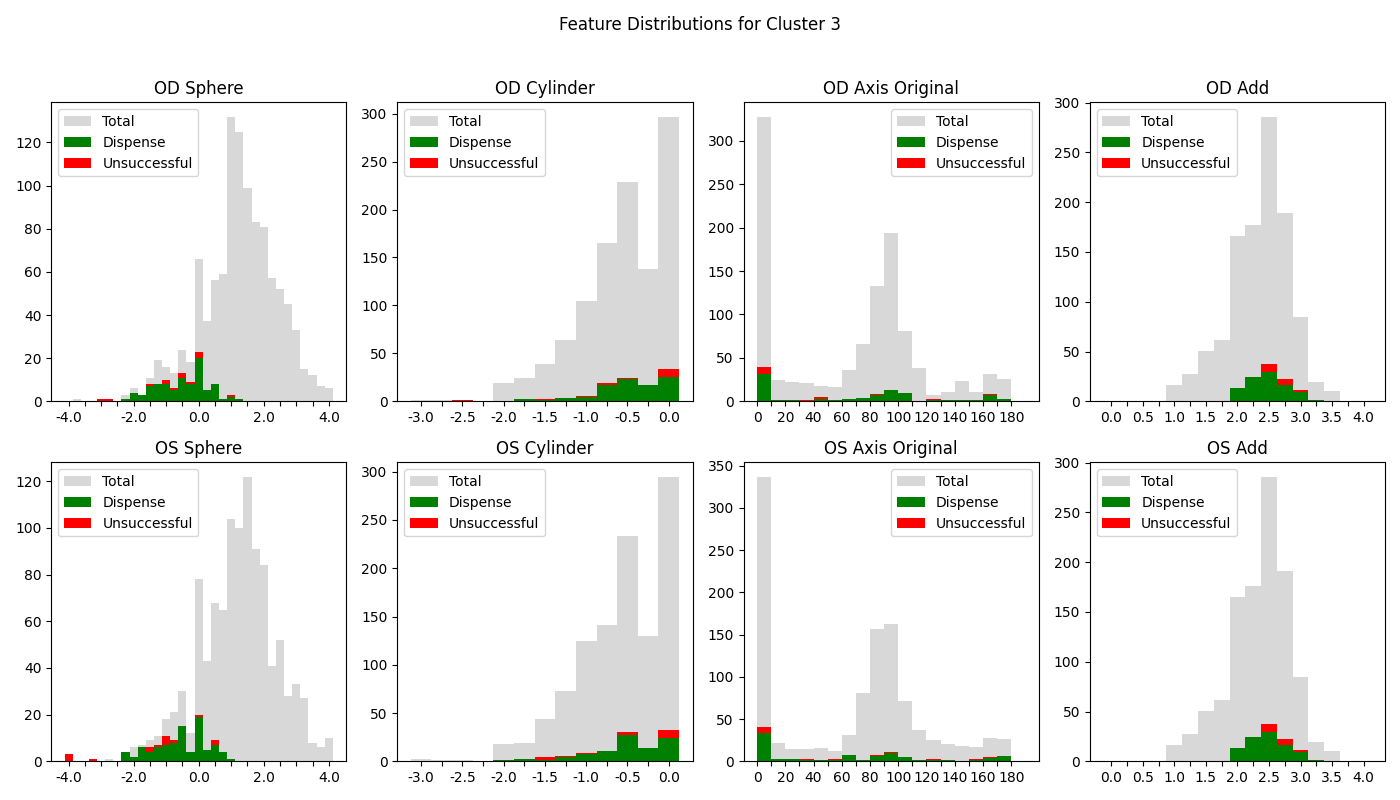 Feature Distributions for Cluster 3
OD Sphere
OD Cylinder
OD Axis Original
OD Add
Total
Dispense
Unsuccessful
120
100
80
60
40
20
0
-4.0 -2.0 0.0 2.0 4.0
Total
Dispense
Unsuccessful
300
250
200
150
100
50
0
-3.0 -2.5 -2.0 -1.5 -1.0 -0.5 0.0
Total
Dispense
Unsuccessful
300
250
200
150
100
50
0
0 20 40 60 80 100 120 140 160 180
Total
Dispense
Unsuccessful
300
250
200
150
100
50
0
0.0 0.5 1.0 1.5 2.0 2.5 3.0 3.5 4.0
OS Sphere
OS Cylinder
OS Axis Original
OS Add
Total
Dispense
Unsuccessful
120
100
80
60
40
20
0
-4.0 -2.0 0.0 2.0 4.0
Total
Dispense
Unsuccessful
300
250
200
150
100
50
0
-3.0 -2.5 -2.0 -1.5 -1.0 -0.5 0.0
Total
Dispense
Unsuccessful
350
300
250
200
150
100
50
0
0 20 40 60 80 100 120 140 160 180
Total
Dispense
Unsuccessful
300
250
200
150
100
50
0
0.0 0.5 1.0 1.5 2.0 2.5 3.0 3.5 4.0